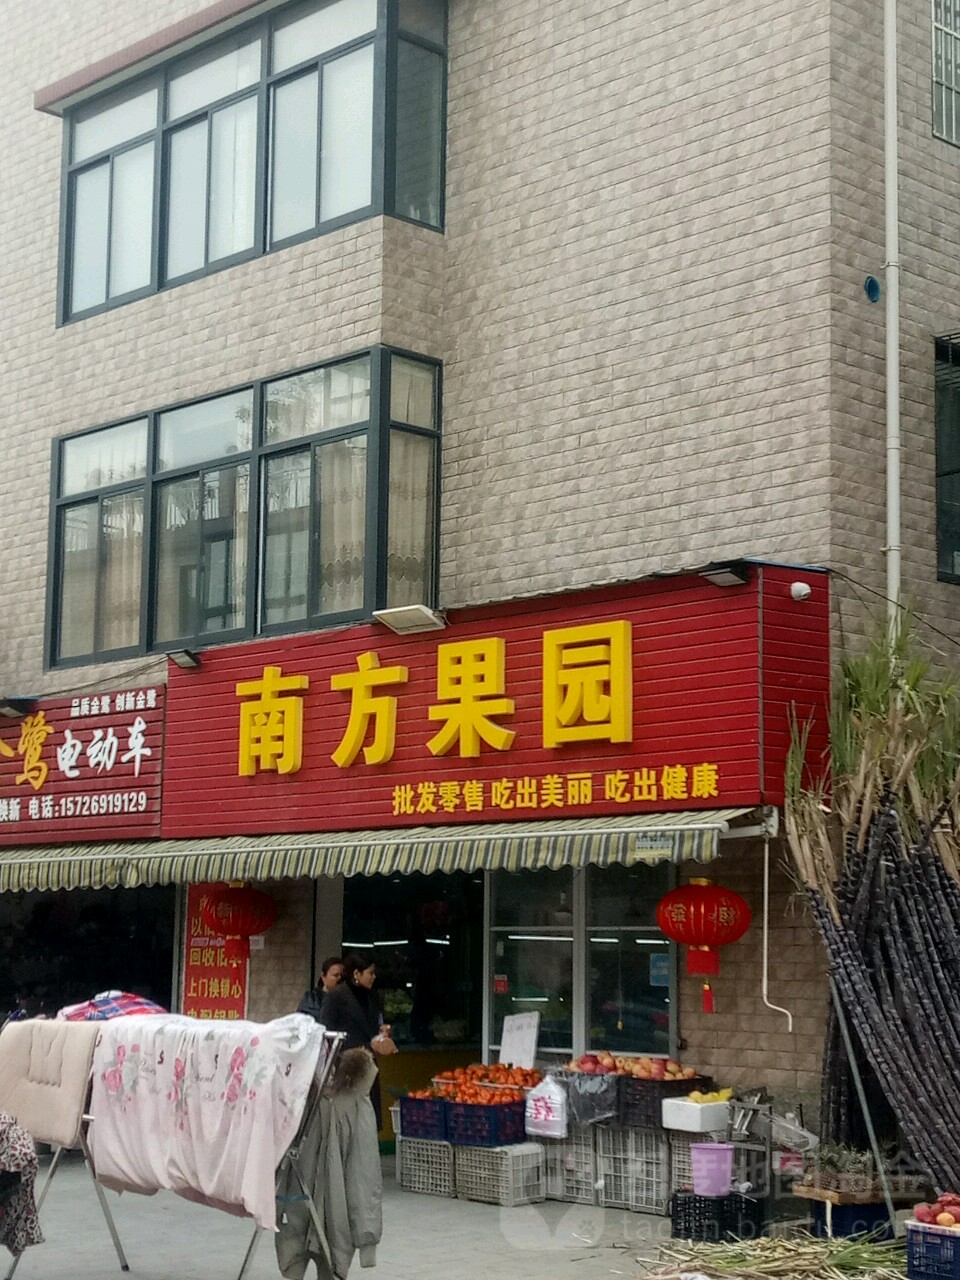 南方果园
批发零售 吃出美丽 吃出健康
品质金鹭 创新金鹭
鹭电动车
换新 电话:15726919129
回收旧车
上门换锁心